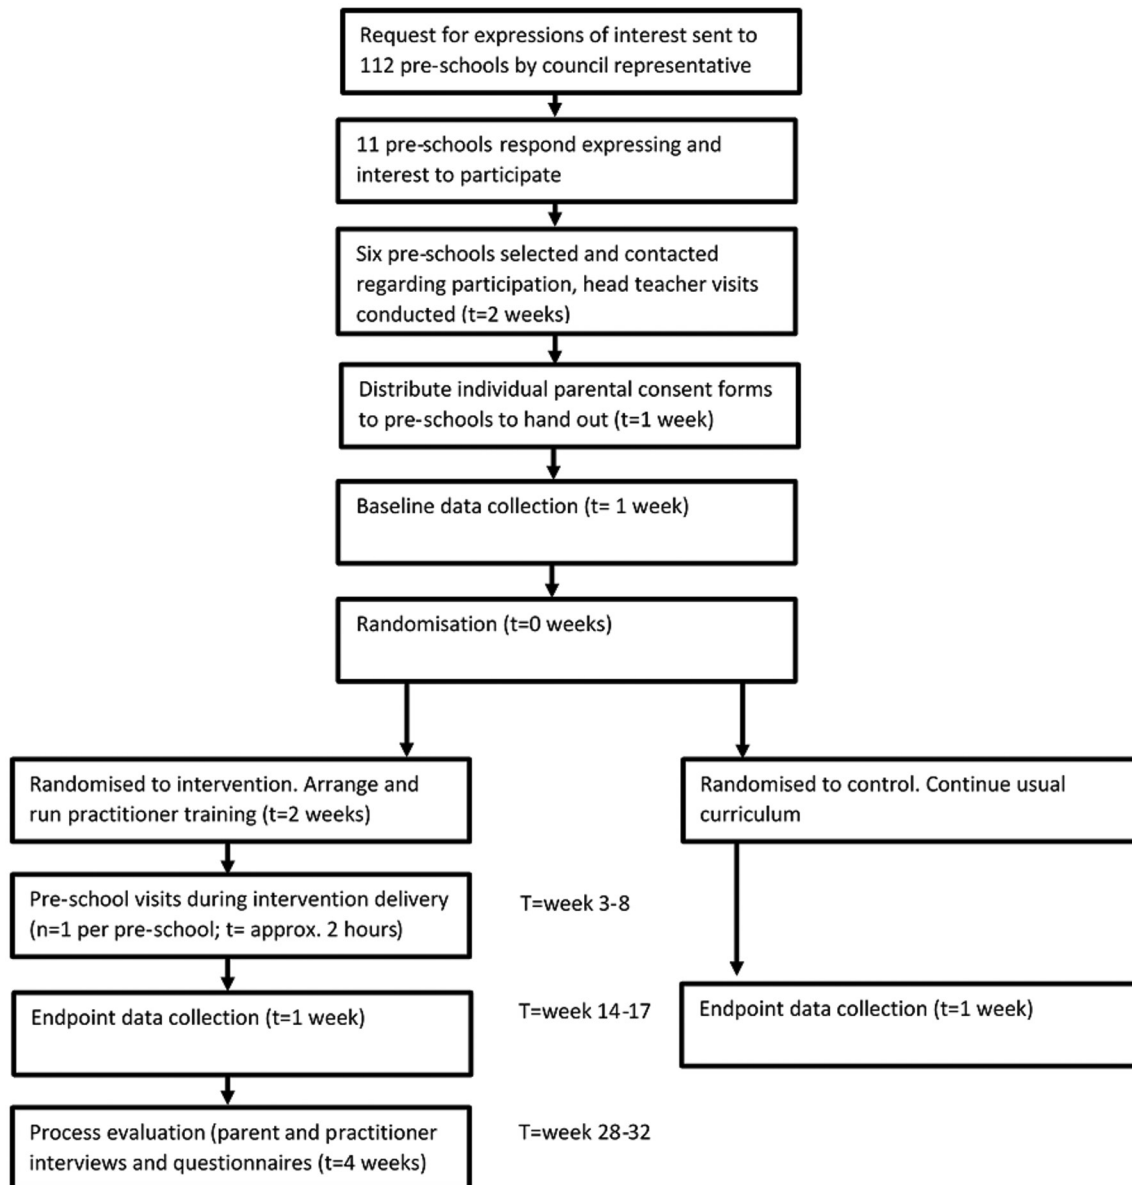 Request for expressions of interest sent to
112 pre-schools by council representative
11 pre-schools respond expressing and
interest to participate
Six pre-schools selected and contacted
regarding participation, head teacher visits
conducted (t=2 weeks)
Distribute individual parental consent forms
to pre-schools to hand out (t=1 week)
Baseline data collection (t= 1 week)
Randomisation (t=0 weeks)
Randomised to intervention. Arrange and
run practitioner training (t=2 weeks)
Randomised to control. Continue usual
curriculum
Pre-school visits during intervention delivery
(n=1 per pre-school; t= approx. 2 hours)
T=week 3-8
Endpoint data collection (t=1 week)
T=week 14-17
Endpoint data collection (t=1 week)
Process evaluation (parent and practitioner
interviews and questionnaires (t=4 weeks)
T=week 28-32